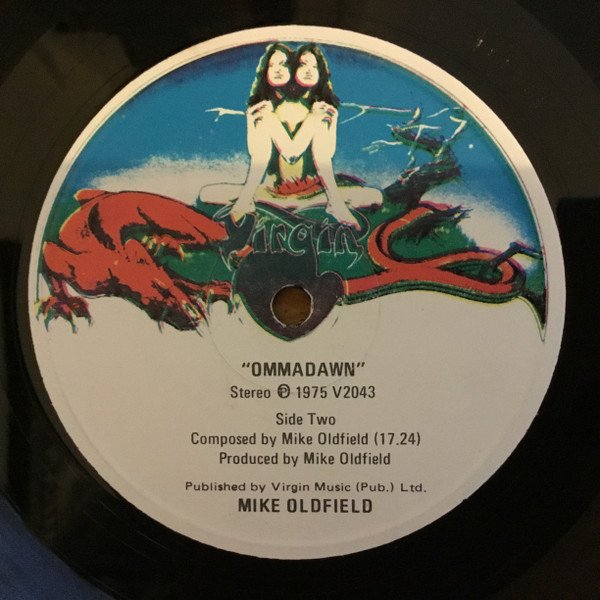 Virgin
“OMMADAWN”
Stereo ℗ 1975 V2043
Side Two
Composed by Mike Oldfield (17.24)
Produced by Mike Oldfield
Published by Virgin Music (Pub.) Ltd.
MIKE OLDFIELD